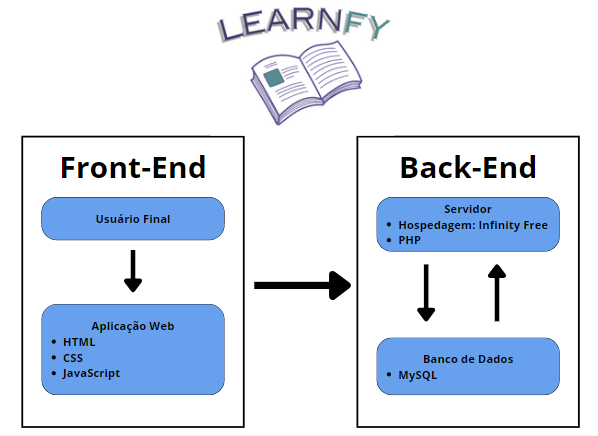 LEARNFY
Front-End
Usuário Final
Aplicação Web
• HTML
• CSS
• JavaScript
Back-End
Servidor
• Hospedagem: Infinity Free
• PHP
Banco de Dados
• MySQL